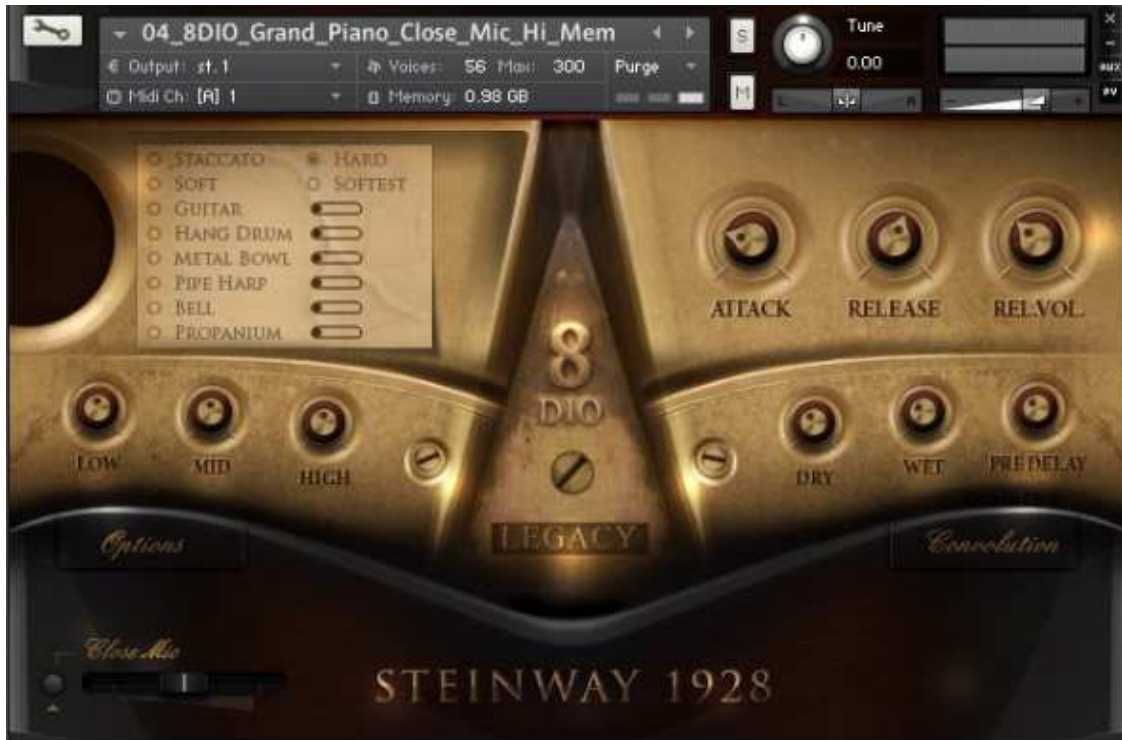 04_8DIO_Grand_Piano_Close_Mic_Hi_Mem
S
Tune
Output: st.1 Voices: 56 Max: 300 Purge
0.00
aux
Midi Ch: [A] 1 Memory: 0.98 GB
M
L R
pv
STACCATO HARD
SOFT SOFTEST
GUITAR
HANG DRUM
METAL BOWL
PIPE HARP
BELL
PROPANIUM
ATTACK RELEASE REL.VOL.
8
DIO
LOW MID HIGH
DRY WET PRE DELAY
LEGACY
Options
Convolution
Close Mic
STEINWAY 1928